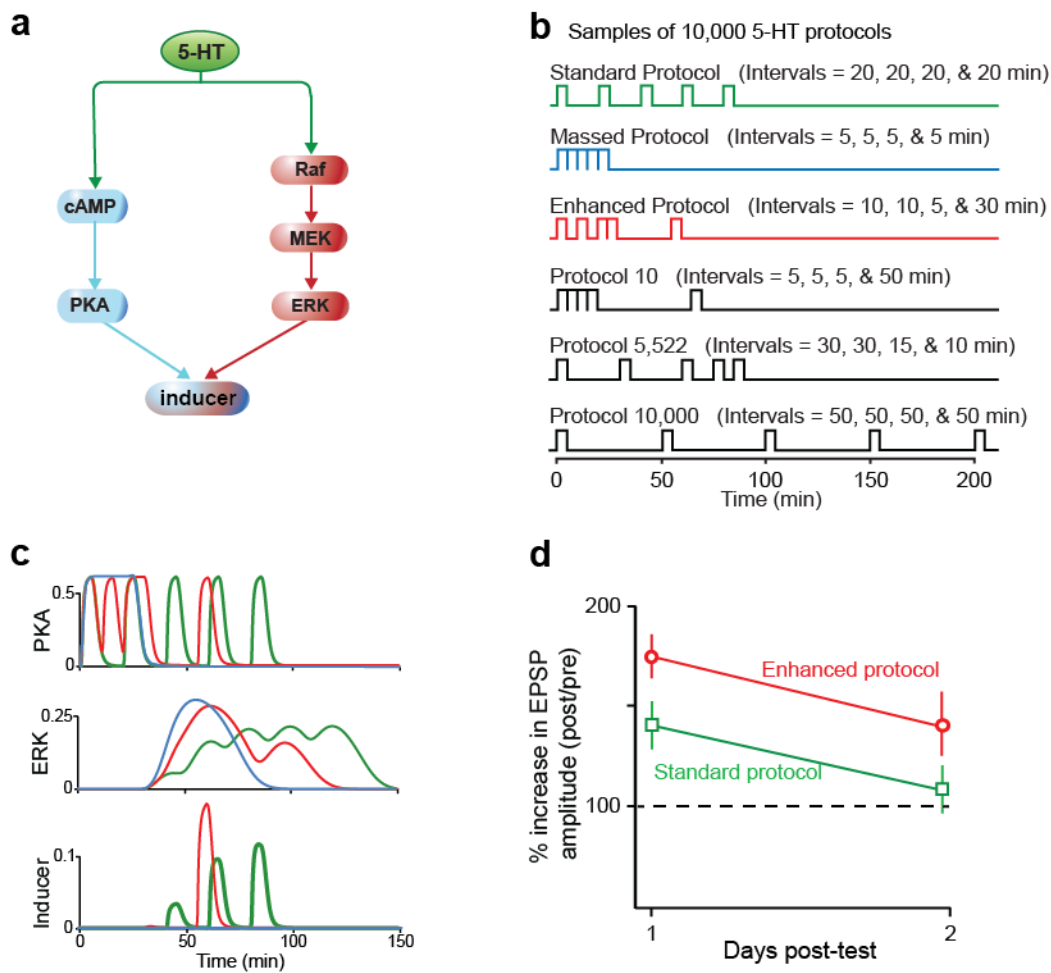 a
5-HT
Raf
cAMP
MEK
PKA
ERK
inducer
b Samples of 10,000 5-HT protocols
Standard Protocol (Intervals = 20, 20, 20, & 20 min)
Massed Protocol (Intervals = 5, 5, 5, & 5 min)
Enhanced Protocol (Intervals = 10, 10, 5, & 30 min)
Protocol 10 (Intervals = 5, 5, 5, & 50 min)
Protocol 5,522 (Intervals = 30, 30, 15, & 10 min)
Protocol 10,000 (Intervals = 50, 50, 50, & 50 min)
0 50 100 150 200
Time (min)
c
PKA
0.5
0
ERK
0.25
0
Inducer
0.1
0
0 50 100 150
Time (min)
d
% increase in EPSP
amplitude (post/pre)
200
100
Enhanced protocol
Standard protocol
1 2
Days post-test